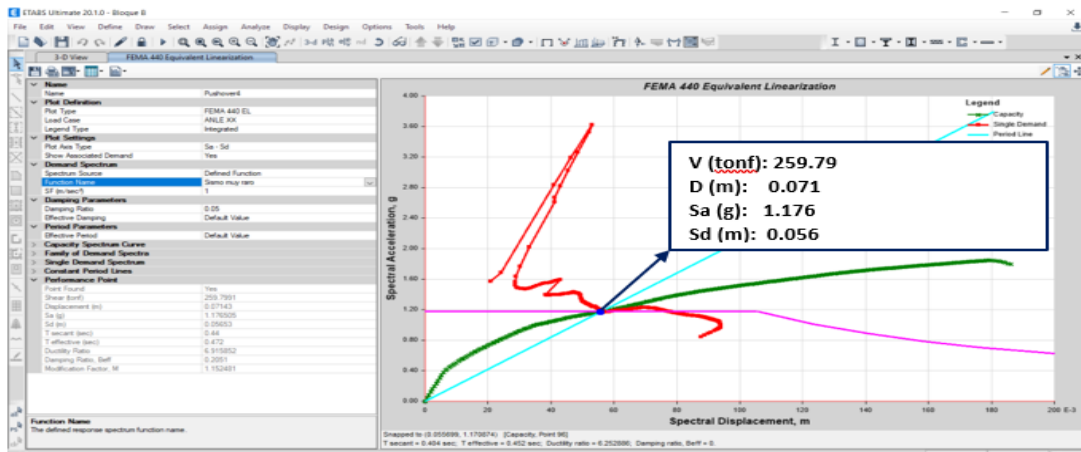 ETABS Ultimate 20.1.0 - Bloque B
File Edit View Define Draw Select Assign Analyze Display Design Options Tools Help
3-D View FEMA 440 Equivalent Linearization
Name
Name Pushover4
Plot Definition
Plot Type FEMA 440 EL
Load Case ANLE XX
Legend Type Integrated
Plot Settings
Plot Axis Type Sa - Sd
Show Associated Demand Yes
Demand Spectrum
Spectrum Source Defined Function
Function Name Sismo muy raro
SF (m/sec²) 1
Damping Parameters
Damping Ratio 0.05
Effective Damping Default Value
Period Parameters
Effective Period Default Value
Capacity Spectrum Curve
Family of Demand Spectra
Single Demand Spectrum
Constant Period Lines
Performance Point
Point Found Yes
Shear (tonf) 259.7991
Displacement (m) 0.07143
Sa (g) 1.176505
Sd (m) 0.05653
T secant (sec) 0.44
T effective (sec) 0.472
Ductility Ratio 6.915852
Damping Ratio, Beff 0.2051
Modification Factor, M 1.152481
Function Name
The defined response spectrum function name.
FEMA 440 Equivalent Linearization
Legend
Capacity
Single Demand
Period Line
V (tonf): 259.79
D (m): 0.071
Sa (g): 1.176
Sd (m): 0.056
Spectral Acceleration, g
4.00
3.60
3.20
2.80
2.40
2.00
1.60
1.20
0.80
0.40
0.00
0 20 40 60 80 100 120 140 160 180 200 E-3
Spectral Displacement, m
Snapped to (0.055699, 1.170674) [Capacity, Point 96]
T secant = 0.404 sec; T effective = 0.452 sec; Ductility ratio = 6.252886; Damping ratio, Beff = 0.